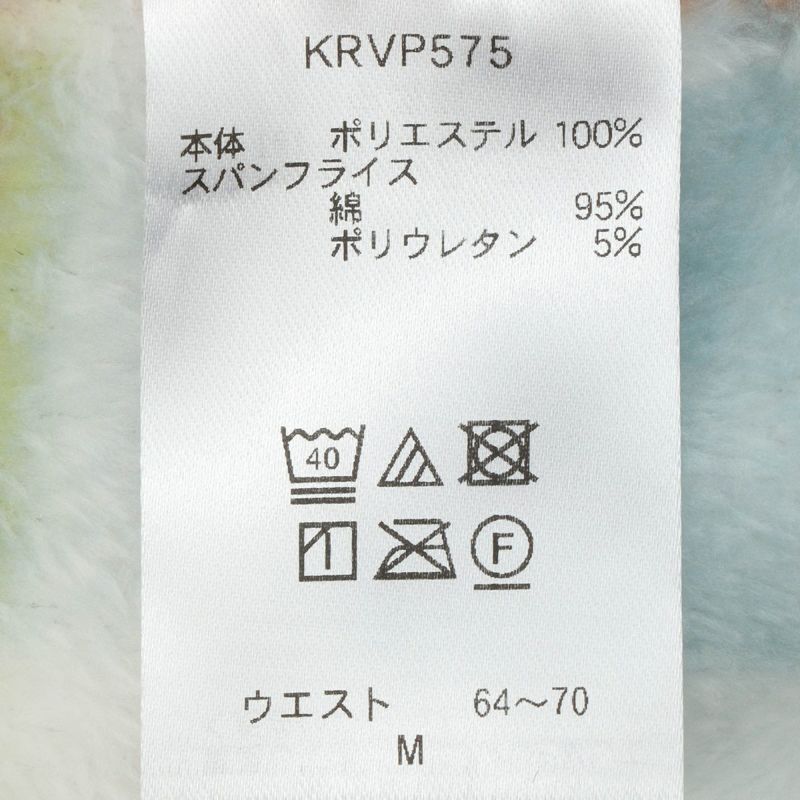 KRVP575
本体 ポリエステル 100%
スパンフライス
綿 95%
ポリウレタン 5%
40
F
ウエスト 64〜70
M